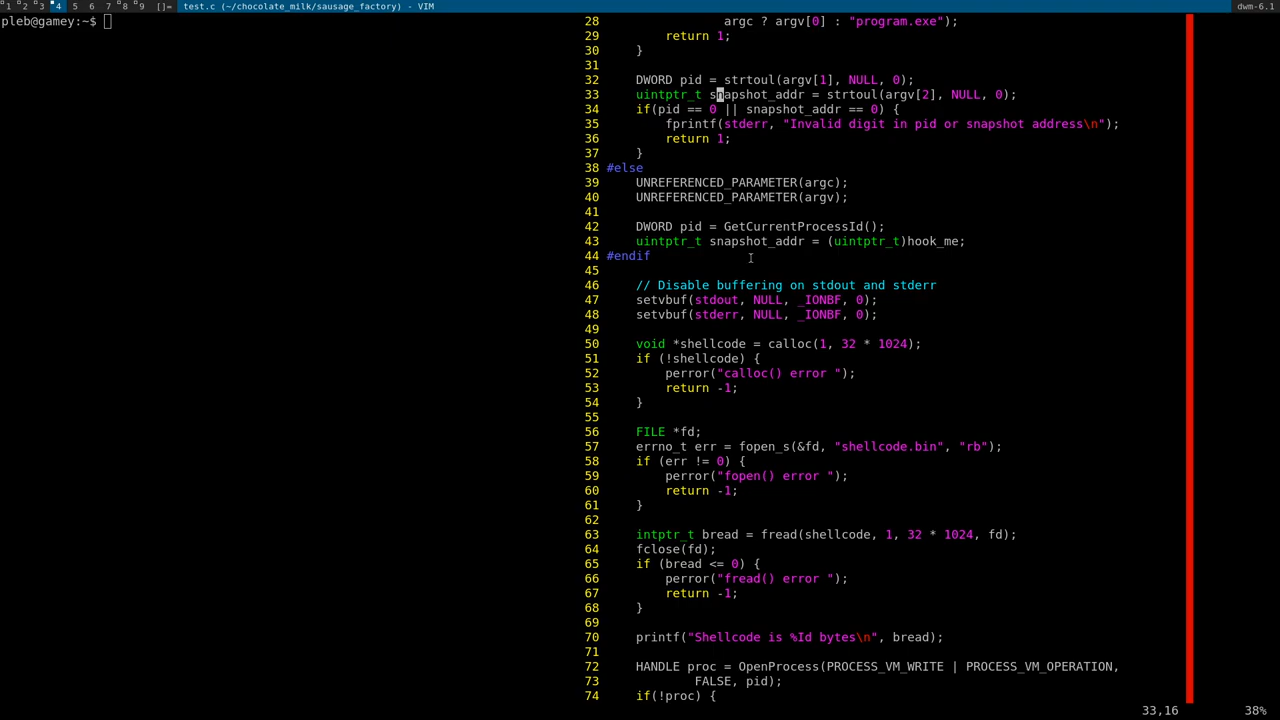 1 2 3 4 5 6 7 8 9 []= test.c (~/chocolate_milk/sausage_factory) - VIM dwm-6.1
pleb@gamey:~$
28 argc ? argv[0] : "program.exe");
29 return 1;
30 }
31
32 DWORD pid = strtoul(argv[1], NULL, 0);
33 uintptr_t snapshot_addr = strtoul(argv[2], NULL, 0);
34 if(pid == 0 || snapshot_addr == 0) {
35 fprintf(stderr, "Invalid digit in pid or snapshot address\n");
36 return 1;
37 }
38 #else
39 UNREFERENCED_PARAMETER(argc);
40 UNREFERENCED_PARAMETER(argv);
41
42 DWORD pid = GetCurrentProcessId();
43 uintptr_t snapshot_addr = (uintptr_t)hook_me;
44 #endif
45
46 // Disable buffering on stdout and stderr
47 setvbuf(stdout, NULL, _IONBF, 0);
48 setvbuf(stderr, NULL, _IONBF, 0);
49
50 void *shellcode = calloc(1, 32 * 1024);
51 if (!shellcode) {
52 perror("calloc() error ");
53 return -1;
54 }
55
56 FILE *fd;
57 errno_t err = fopen_s(&fd, "shellcode.bin", "rb");
58 if (err != 0) {
59 perror("fopen() error ");
60 return -1;
61 }
62
63 intptr_t bread = fread(shellcode, 1, 32 * 1024, fd);
64 fclose(fd);
65 if (bread <= 0) {
66 perror("fread() error ");
67 return -1;
68 }
69
70 printf("Shellcode is %Id bytes\n", bread);
71
72 HANDLE proc = OpenProcess(PROCESS_VM_WRITE | PROCESS_VM_OPERATION,
73 FALSE, pid);
74 if(!proc) {
33,16 38%